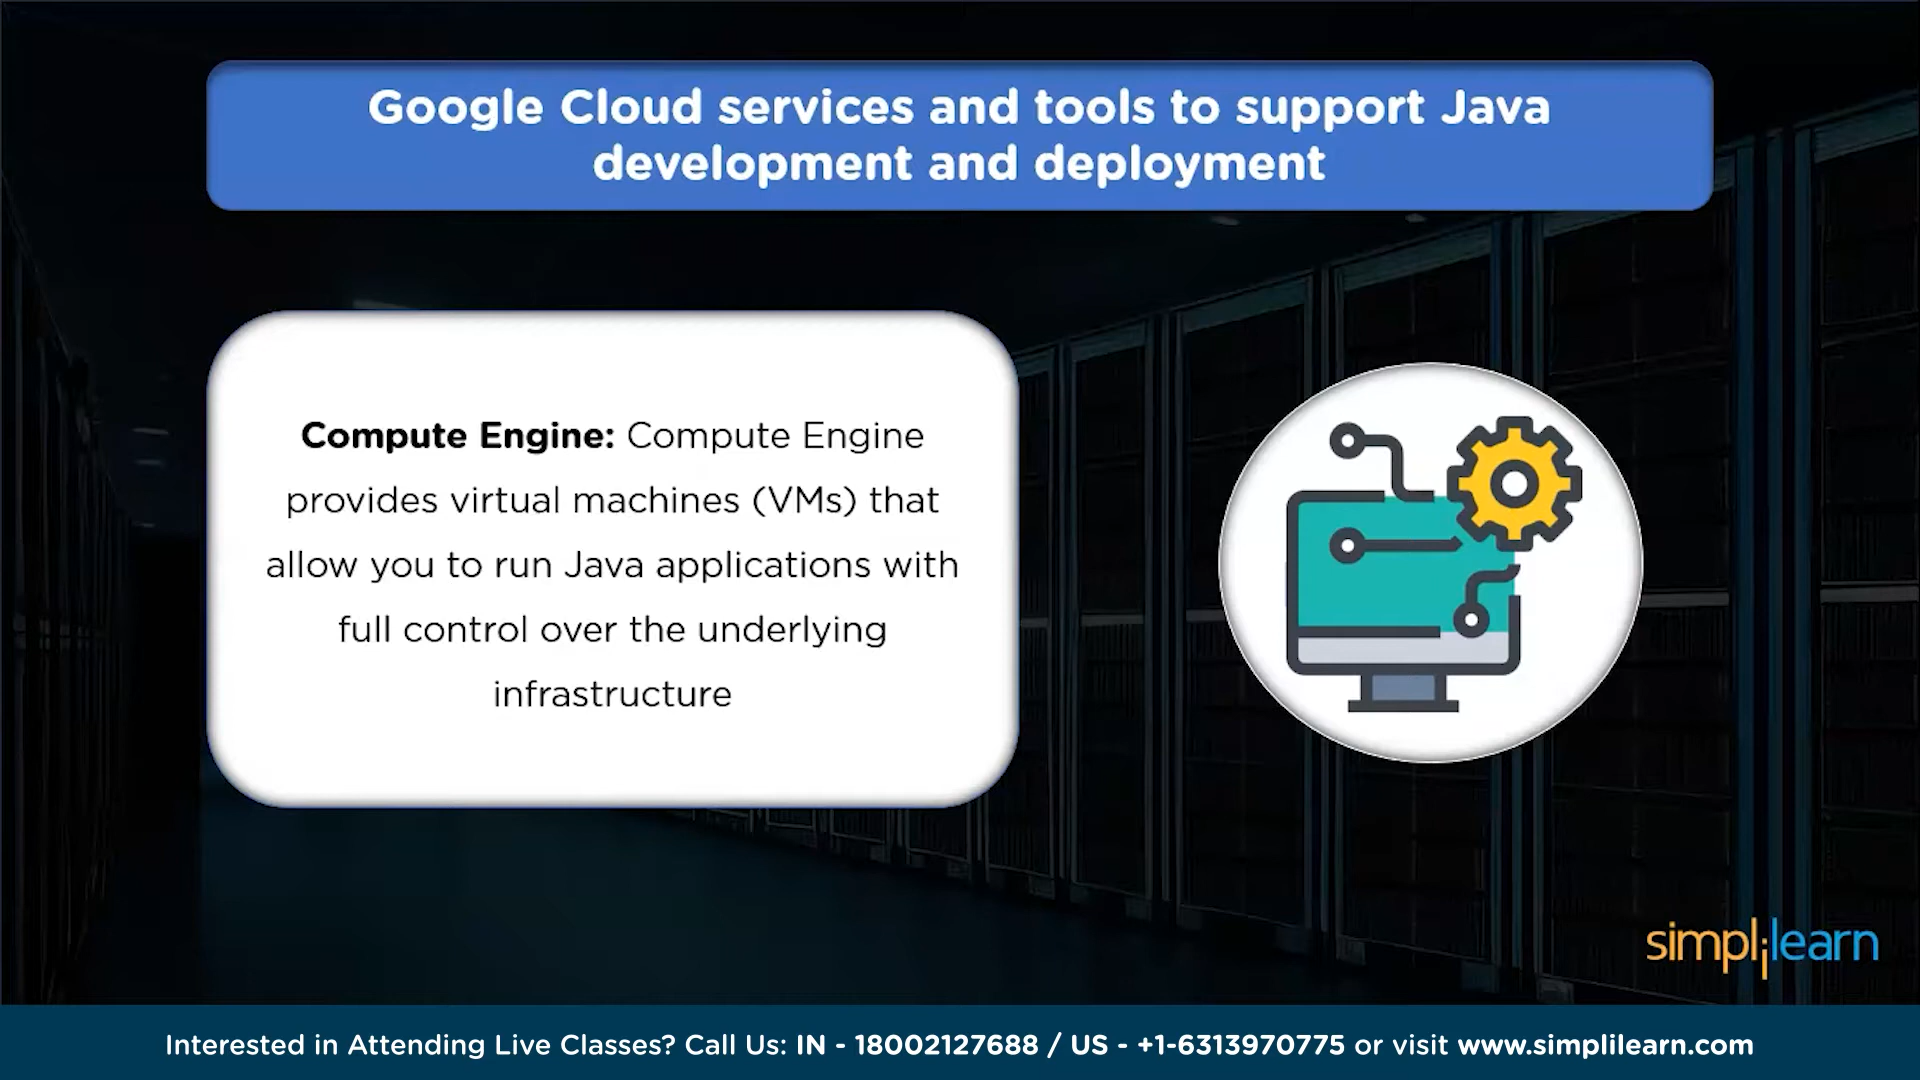 Google Cloud services and tools to support Java
development and deployment
Compute Engine: Compute Engine
provides virtual machines (VMs) that
allow you to run Java applications with
full control over the underlying
infrastructure
simplilearn
Interested in Attending Live Classes? Call Us: IN - 18002127688 / US - +1-6313970775 or visit www.simplilearn.com